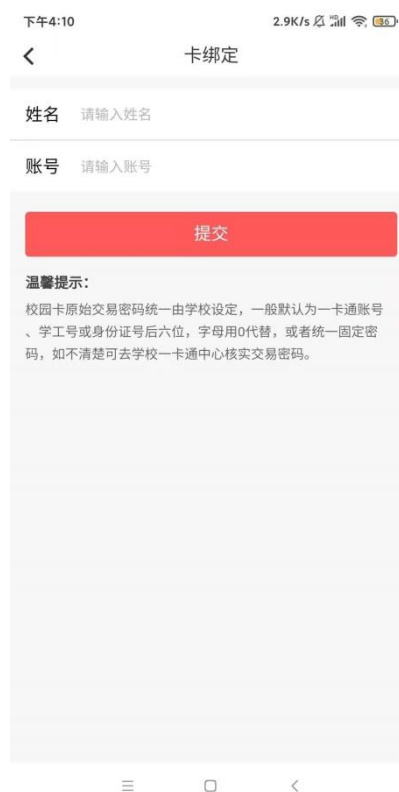 下午4:10 2.9K/s HD 36
卡绑定
姓名 请输入姓名
账号 请输入账号
提交
温馨提示：
校园卡原始交易密码统一由学校设定，一般默认为一卡通账号
、学工号或身份证号后六位，字母用0代替，或者统一固定密
码，如不清楚可去学校一卡通中心核实交易密码。